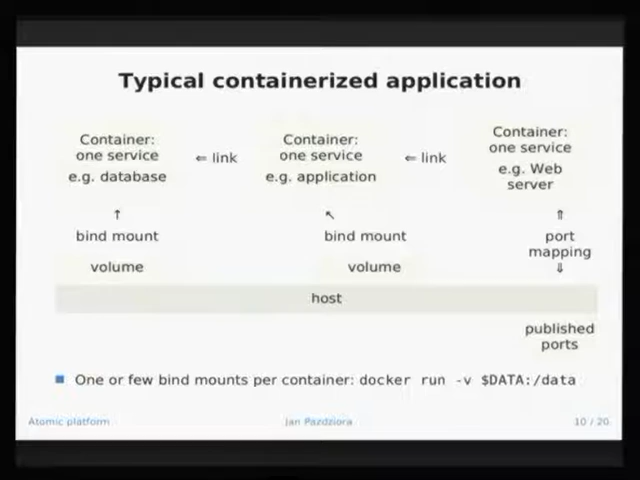 Typical containerized application
Container:
one service
e.g. database
⇐ link
Container:
one service
e.g. application
⇐ link
Container:
one service
e.g. Web
server
↑
bind mount
volume
↖
bind mount
volume
⇑
port
mapping
⇓
host
published
ports
One or few bind mounts per container: docker run -v $DATA:/data
Atomic platform
Jan Pazdziora
10 / 20